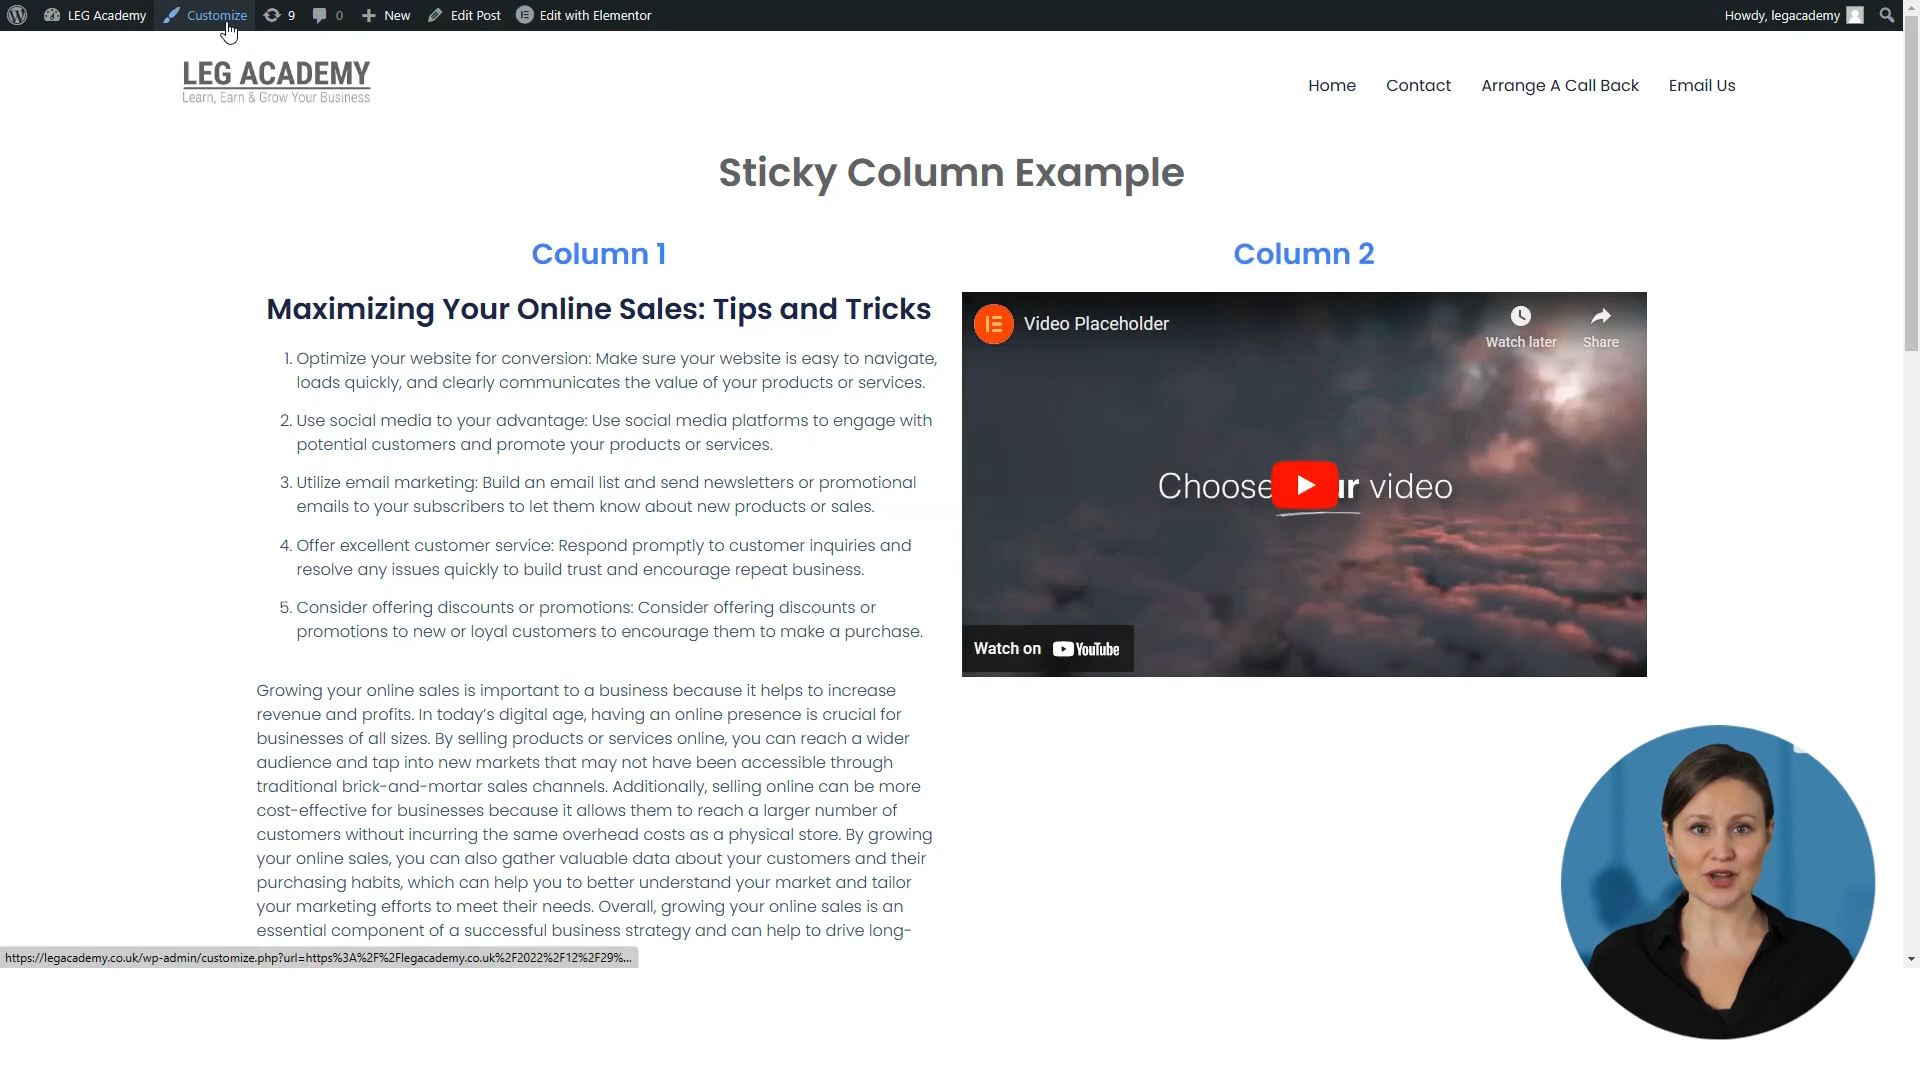 LEG Academy Customize 9 0 New Edit Post Edit with Elementor Howdy, legacademy
LEG ACADEMY
Learn, Earn & Grow Your Business
Home Contact Arrange A Call Back Email Us
Sticky Column Example
Column 1
Maximizing Your Online Sales: Tips and Tricks
1. Optimize your website for conversion: Make sure your website is easy to navigate,
loads quickly, and clearly communicates the value of your products or services.
2. Use social media to your advantage: Use social media platforms to engage with
potential customers and promote your products or services.
3. Utilize email marketing: Build an email list and send newsletters or promotional
emails to your subscribers to let them know about new products or sales.
4. Offer excellent customer service: Respond promptly to customer inquiries and
resolve any issues quickly to build trust and encourage repeat business.
5. Consider offering discounts or promotions: Consider offering discounts or
promotions to new or loyal customers to encourage them to make a purchase.
Growing your online sales is important to a business because it helps to increase
revenue and profits. In today's digital age, having an online presence is crucial for
businesses of all sizes. By selling products or services online, you can reach a wider
audience and tap into new markets that may not have been accessible through
traditional brick-and-mortar sales channels. Additionally, selling online can be more
cost-effective for businesses because it allows them to reach a larger number of
customers without incurring the same overhead costs as a physical store. By growing
your online sales, you can also gather valuable data about your customers and their
purchasing habits, which can help you to better understand your market and tailor
your marketing efforts to meet their needs. Overall, growing your online sales is an
essential component of a successful business strategy and can help to drive long-
Column 2
Video Placeholder
Watch later Share
Choose ur video
Watch on YouTube
https://legacademy.co.uk/wp-admin/customize.php?url=https%3A%2F%2Flegacademy.co.uk%2F2022%2F12%2F29%...